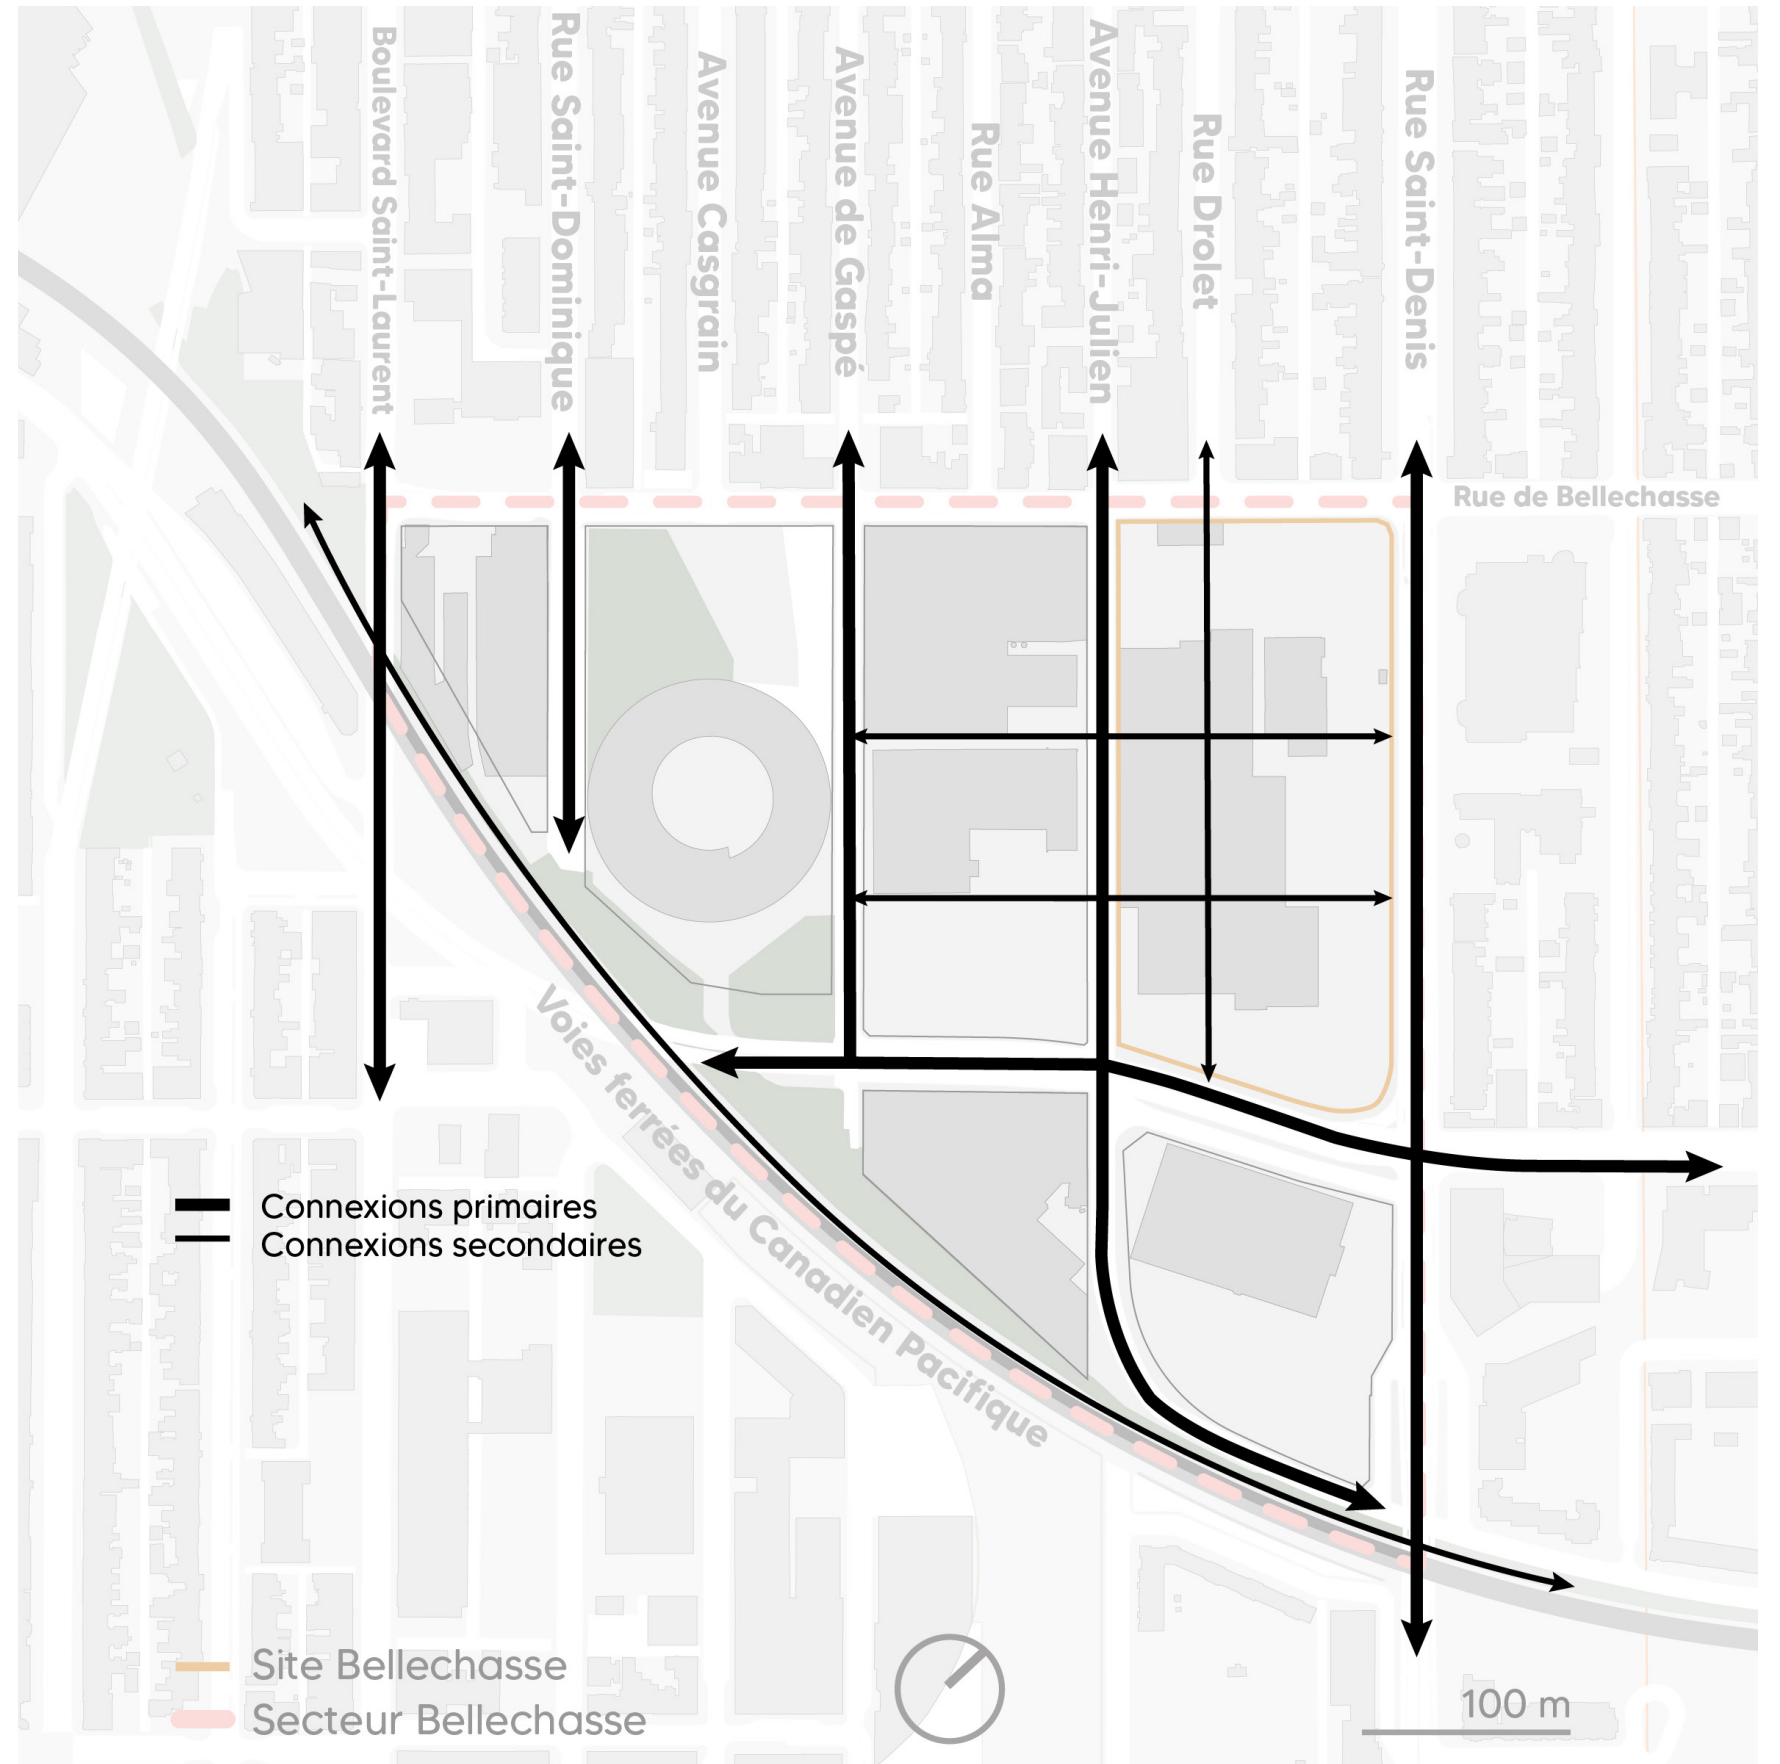 Boulevard Saint-Laurent
Rue Saint-Dominique
Avenue Casgrain
Avenue de Gaspé
Rue Alma
Avenue Henri-Julien
Rue Drolet
Rue Saint-Denis
Rue de Bellechasse
Voies ferrées du Canadien Pacifique
Connexions primaires
Connexions secondaires
Site Bellechasse
Secteur Bellechasse
100 m